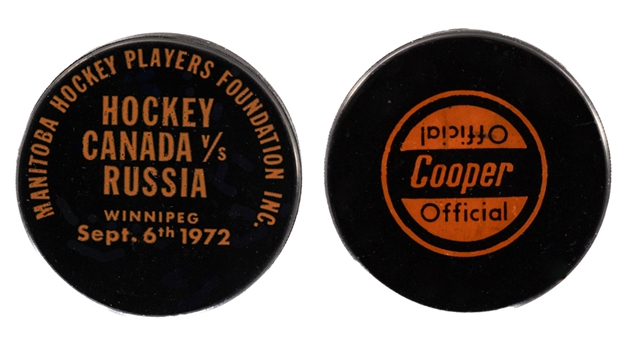 MANITOBA HOCKEY PLAYERS FOUNDATION INC.
HOCKEY
CANADA V/S
RUSSIA
WINNIPEG
Sept. 6th 1972
Official
Cooper
Official